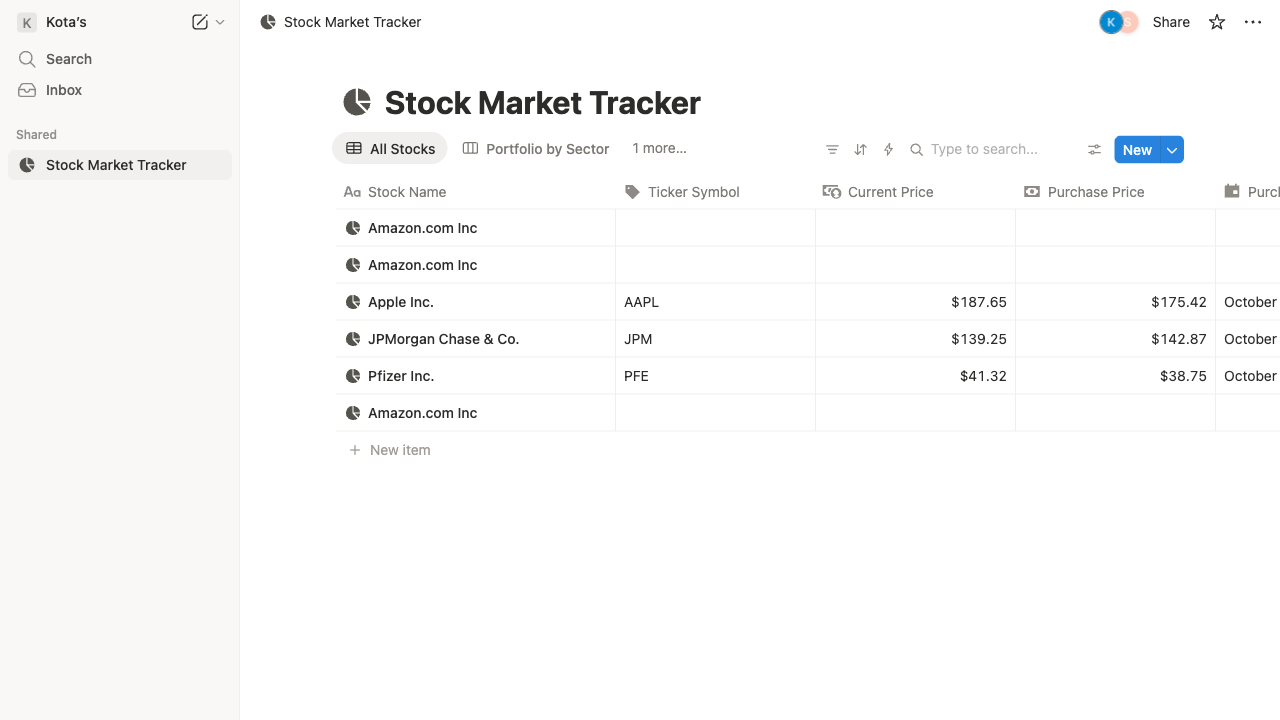 K Kota's
Search
Inbox
Shared
Stock Market Tracker
Stock Market Tracker
K S Share
Stock Market Tracker
All Stocks Portfolio by Sector 1 more... Type to search... New
Aa Stock Name Ticker Symbol Current Price Purchase Price Purch
Amazon.com Inc
Amazon.com Inc
Apple Inc. AAPL $187.65 $175.42 October
JPMorgan Chase & Co. JPM $139.25 $142.87 October
Pfizer Inc. PFE $41.32 $38.75 October
Amazon.com Inc
New item